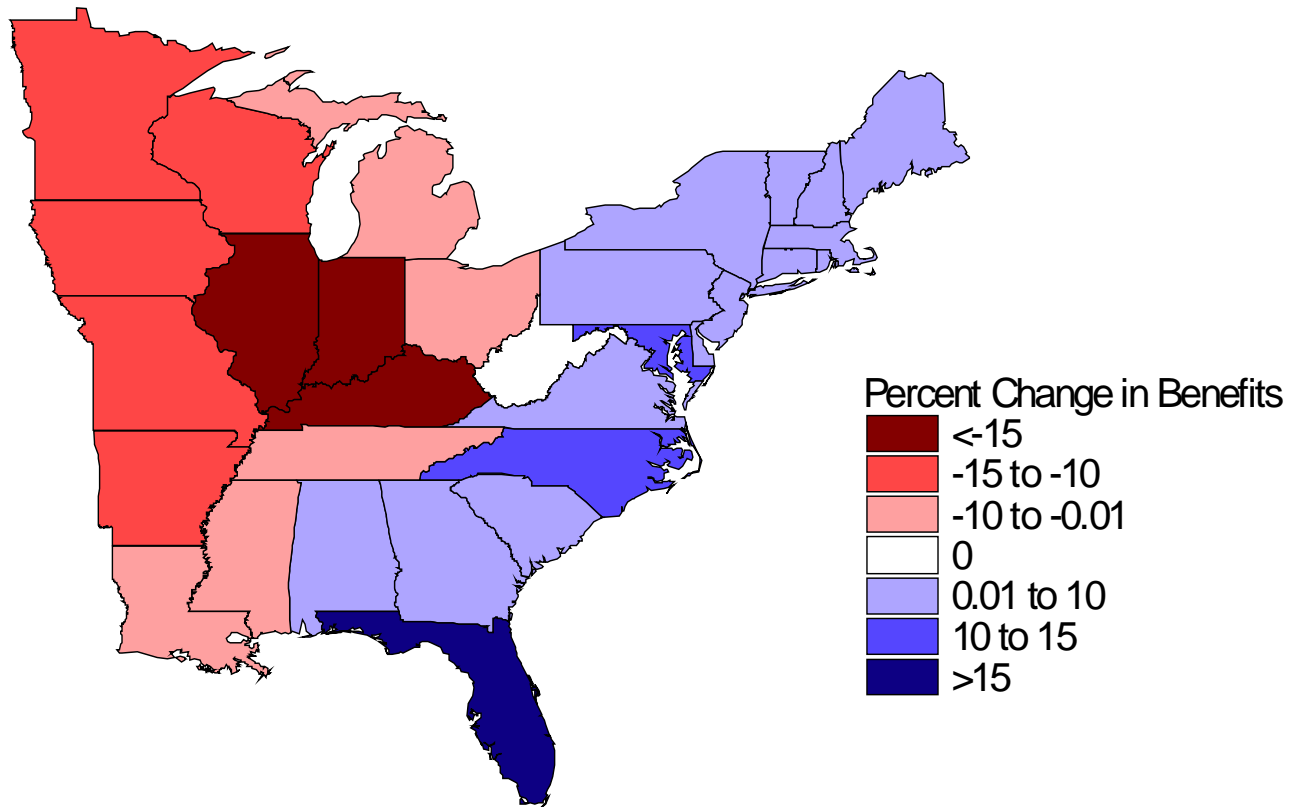 Percent Change in Benefits
<-15
-15 to -10
-10 to -0.01
0
0.01 to 10
10 to 15
>15